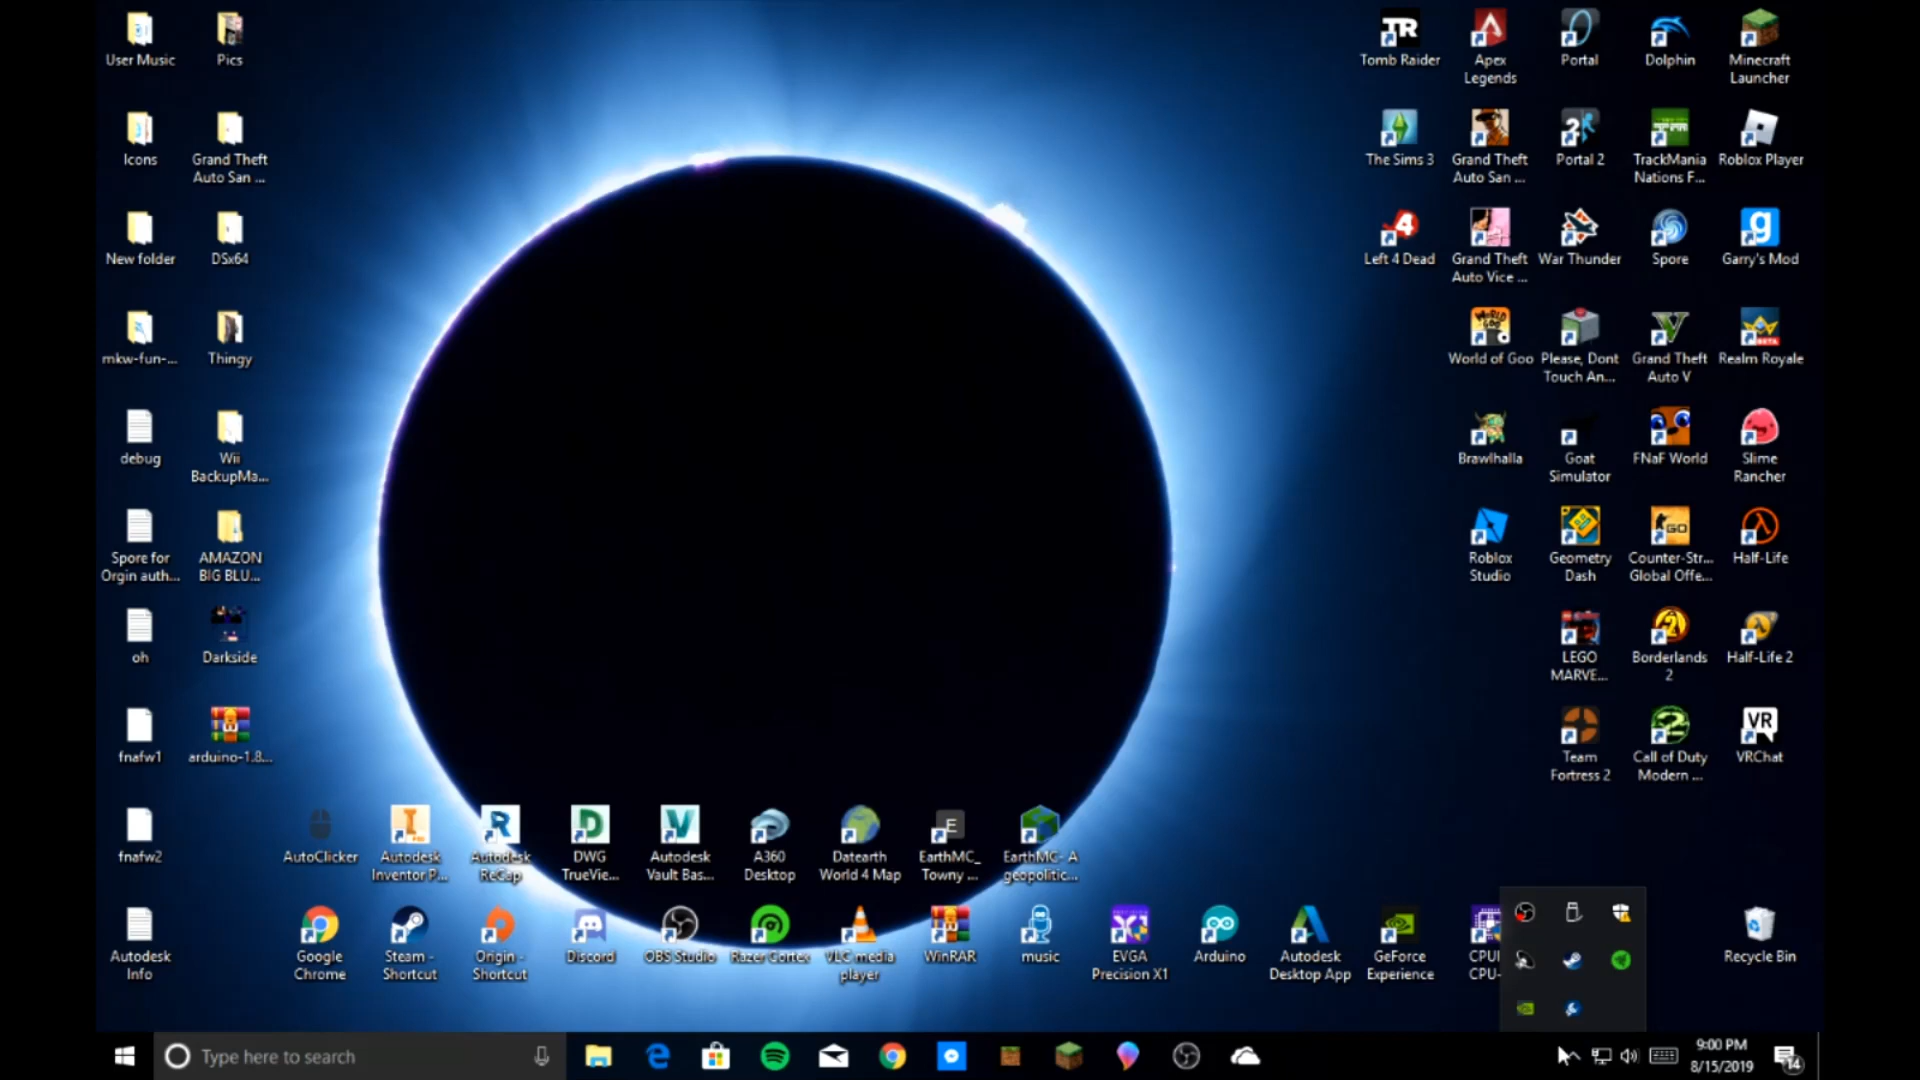 User Music
Pics
Tomb Raider
Apex
Legends
Portal
Dolphin
Minecraft
Launcher
Icons
Grand Theft
Auto San ...
The Sims 3
Grand Theft
Auto San ...
Portal 2
TrackMania
Nations F...
Roblox Player
New folder
DSx64
Left 4 Dead
Grand Theft
Auto Vice ...
War Thunder
Spore
Garry's Mod
mkw-fun-...
Thingy
World of Goo
Please, Dont
Touch An...
Grand Theft
Auto V
Realm Royale
debug
Wii
BackupMa...
Brawlhalla
Goat
Simulator
FNaF World
Slime
Rancher
Spore for
Orgin auth...
AMAZON
BIG BLU...
Roblox
Studio
Geometry
Dash
Counter-Str...
Global Offe...
Half-Life
oh
Darkside
LEGO
MARVE...
Borderlands
2
Half-Life 2
fnafw1
arduino-1.8...
Team
Fortress 2
Call of Duty
Modern ...
VRChat
fnafw2
AutoClicker
Autodesk
Inventor P...
Autodesk
ReCap
DWG
TrueVie...
Autodesk
Vault Bas...
A360
Desktop
Datearth
World 4 Map
EarthMC_
Towny ...
EarthMC- A
geopolitic...
Autodesk
Info
Google
Chrome
Steam -
Shortcut
Origin -
Shortcut
Discord
OBS Studio
Razer Cortex
VLC media
player
WinRAR
music
EVGA
Precision X1
Arduino
Autodesk
Desktop App
GeForce
Experience
CPUI
CPU-
Recycle Bin
Type here to search
9:00 PM
8/15/2019
14